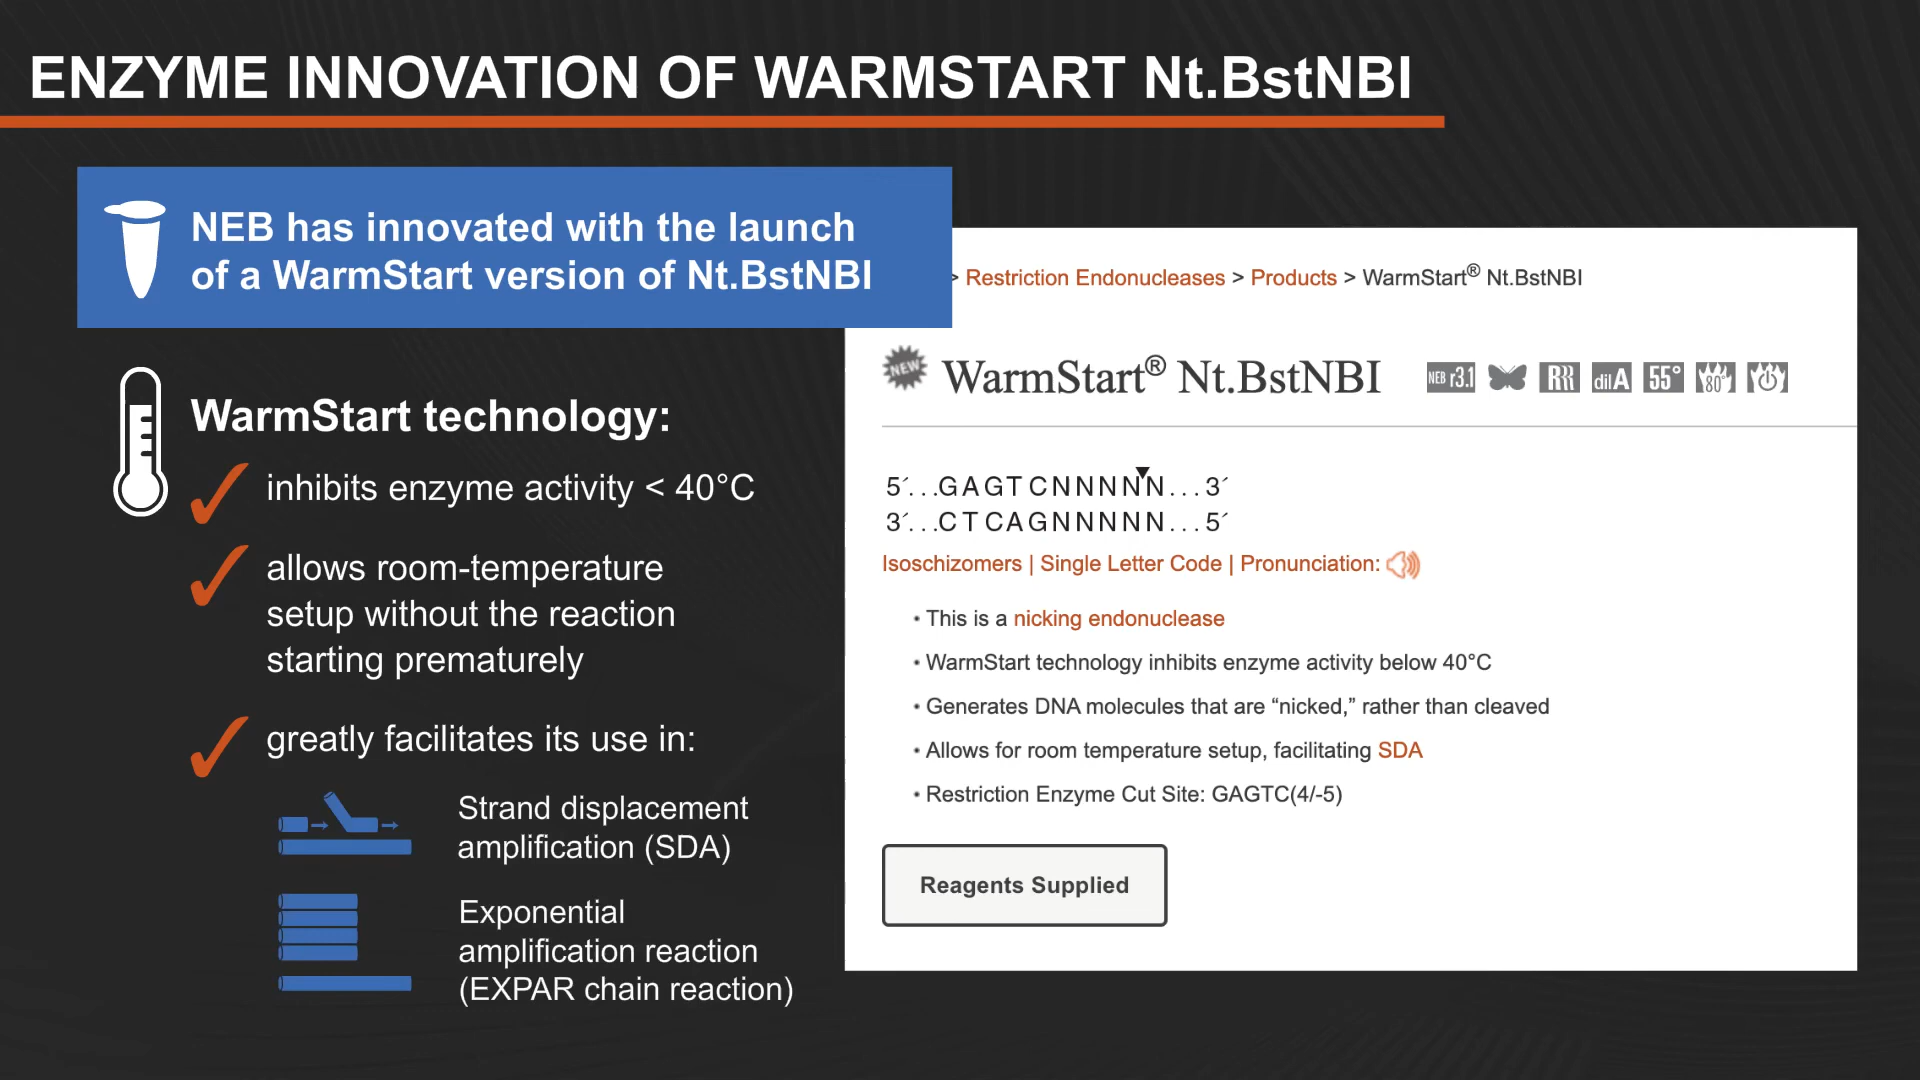 ENZYME INNOVATION OF WARMSTART Nt.BstNBI
NEB has innovated with the launch
of a WarmStart version of Nt.BstNBI
WarmStart technology:
✓ inhibits enzyme activity < 40°C
✓ allows room-temperature
setup without the reaction
starting prematurely
✓ greatly facilitates its use in:
Strand displacement
amplification (SDA)
Exponential
amplification reaction
(EXPAR chain reaction)
> Restriction Endonucleases > Products > WarmStart® Nt.BstNBI
NEW WarmStart® Nt.BstNBI NEB r3.1 RR dil A 55° 80°
5´...GAGTCNNNNN...3´
3´...CTCAGNNNNN...5´
Isoschizomers | Single Letter Code | Pronunciation:
• This is a nicking endonuclease
• WarmStart technology inhibits enzyme activity below 40°C
• Generates DNA molecules that are “nicked,” rather than cleaved
• Allows for room temperature setup, facilitating SDA
• Restriction Enzyme Cut Site: GAGTC(4/-5)
Reagents Supplied